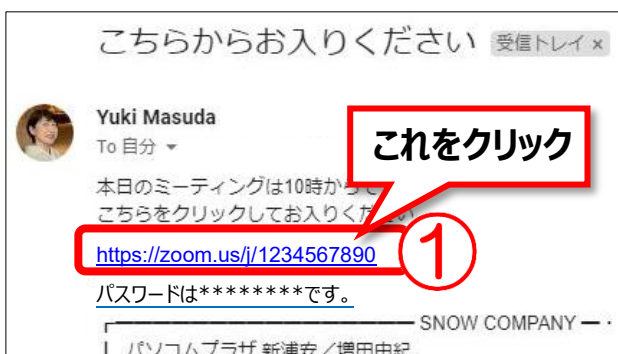 こちらからお入りください 受信トレイ ×
Yuki Masuda
To 自分
これをクリック
本日のミーティングは10時から
こちらをクリックしてお入りくだ
https://zoom.us/j/1234567890
①
パスワードは********です。
SNOW COMPANY
パソコムプラザ 新浦安／増田由紀